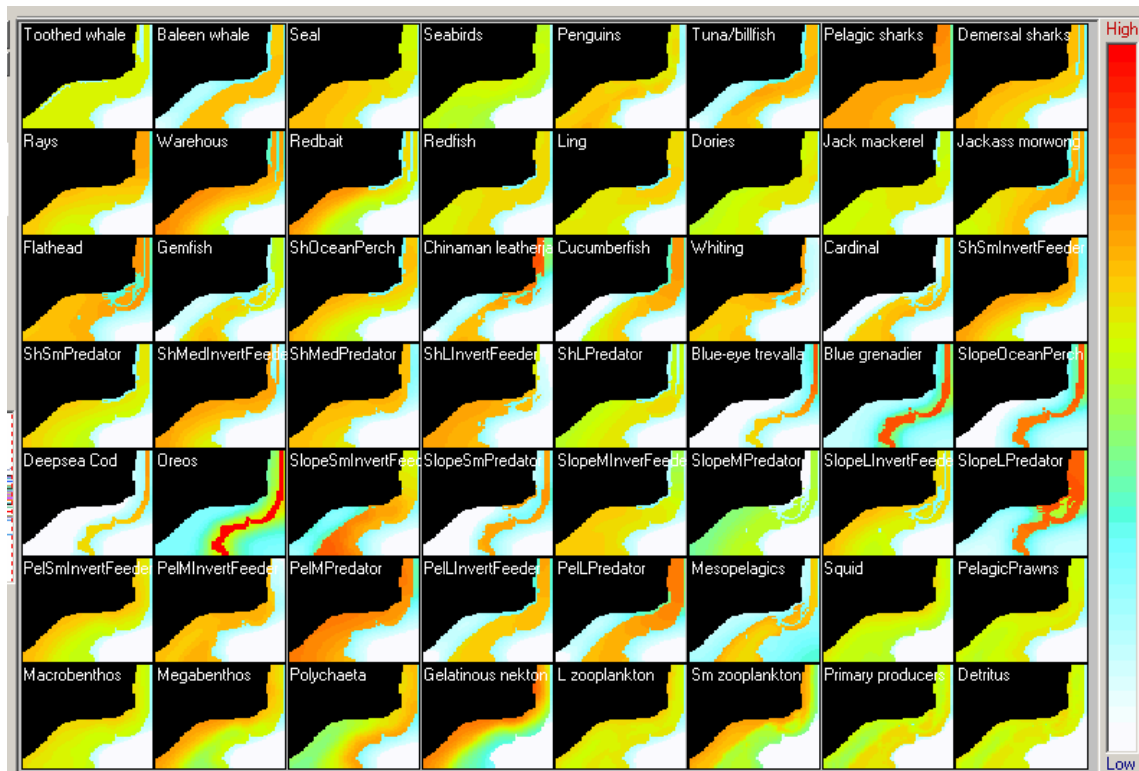 Toothed whale Baleen whale Seal Seabirds Penguins Tuna/billfish Pelagic sharks Demersal sharks High
Rays Warehous Redbait Redfish Ling Dories Jack mackerel Jackass morwong
Flathead Gemfish ShOceanPerch Chinaman leatherja Cucumberfish Whiting Cardinal ShSmInvertFeeder
ShSmPredator ShMedInvertFeede ShMedPredator ShLInvertFeeder ShLPredator Blue-eye trevalla Blue grenadier SlopeOceanPerch
Deepsea Cod Oreos SlopeSmInvertFeed SlopeSmPredator SlopeMInverFeede SlopeMPredator SlopeLInvertFeede SlopeLPredator
PelSmInvertFeeder PelMInvertFeeder PelMPredator PelLInvertFeeder PelLPredator Mesopelagics Squid PelagicPrawns
Macrobenthos Megabenthos Polychaeta Gelatinous nekton L zooplankton Sm zooplankton Primary producers Detritus
Low